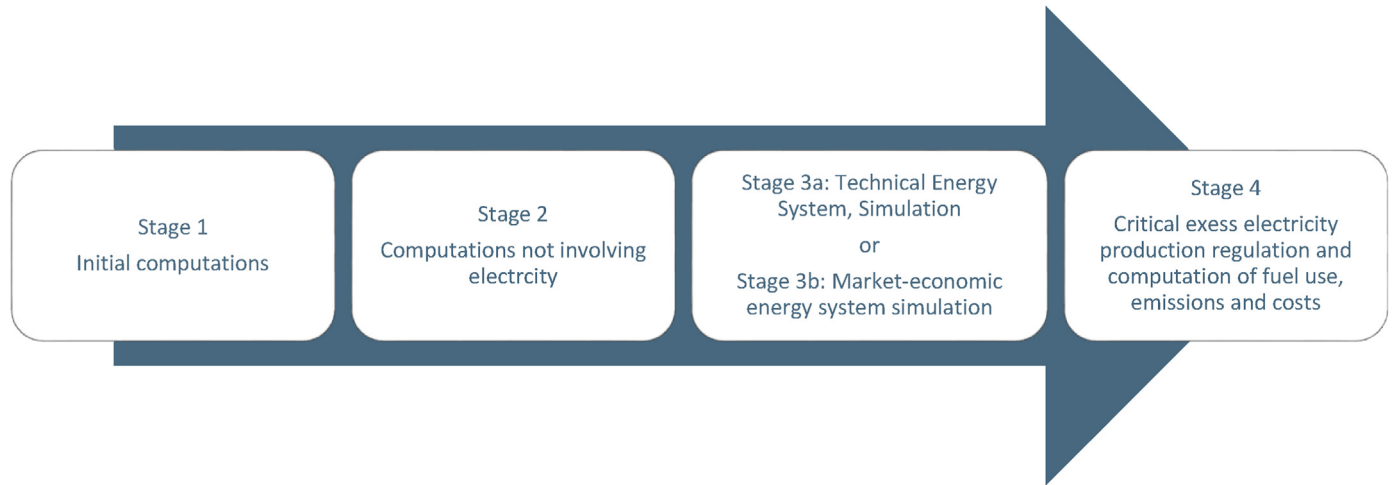 Stage 1
Initial computations
Stage 2
Computations not involving
electrcity
Stage 3a: Technical Energy
System, Simulation
or
Stage 3b: Market-economic
energy system simulation
Stage 4
Critical exess electricity
production regulation and
computation of fuel use,
emissions and costs